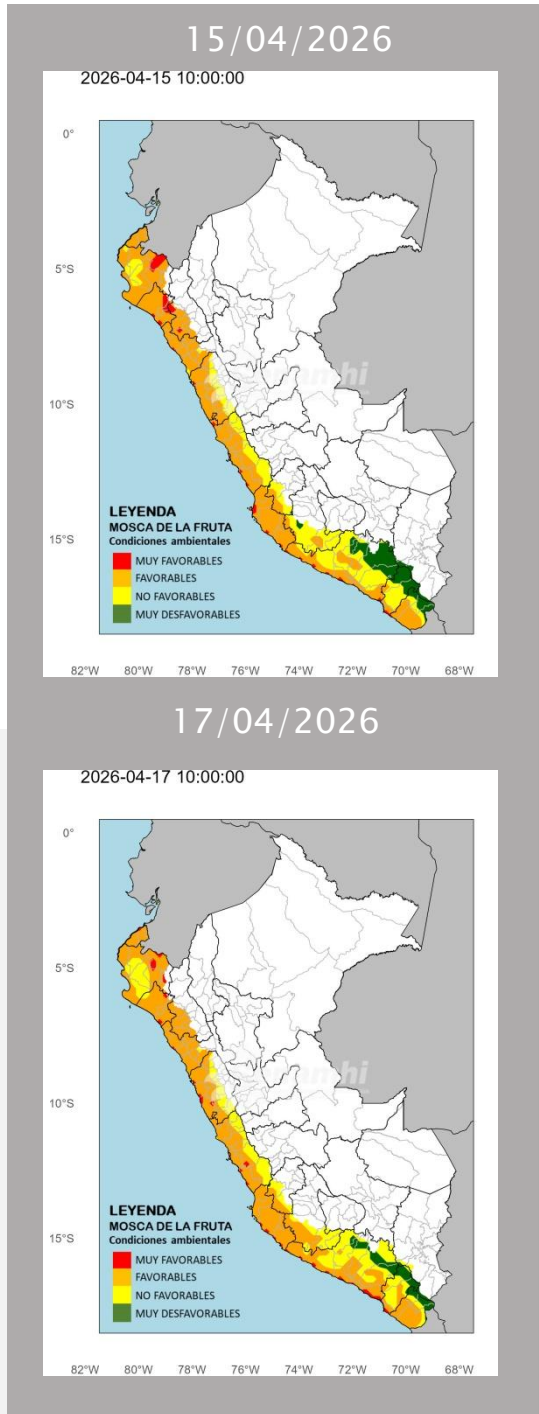 15/04/2026
2026-04-15 10:00:00
0°
5°S
10°S
15°S
LEYENDA
MOSCA DE LA FRUTA
Condiciones ambientales
MUY FAVORABLES
FAVORABLES
NO FAVORABLES
MUY DESFAVORABLES
82°W 80°W 78°W 76°W 74°W 72°W 70°W 68°W
17/04/2026
2026-04-17 10:00:00
0°
5°S
10°S
15°S
LEYENDA
MOSCA DE LA FRUTA
Condiciones ambientales
MUY FAVORABLES
FAVORABLES
NO FAVORABLES
MUY DESFAVORABLES
82°W 80°W 78°W 76°W 74°W 72°W 70°W 68°W